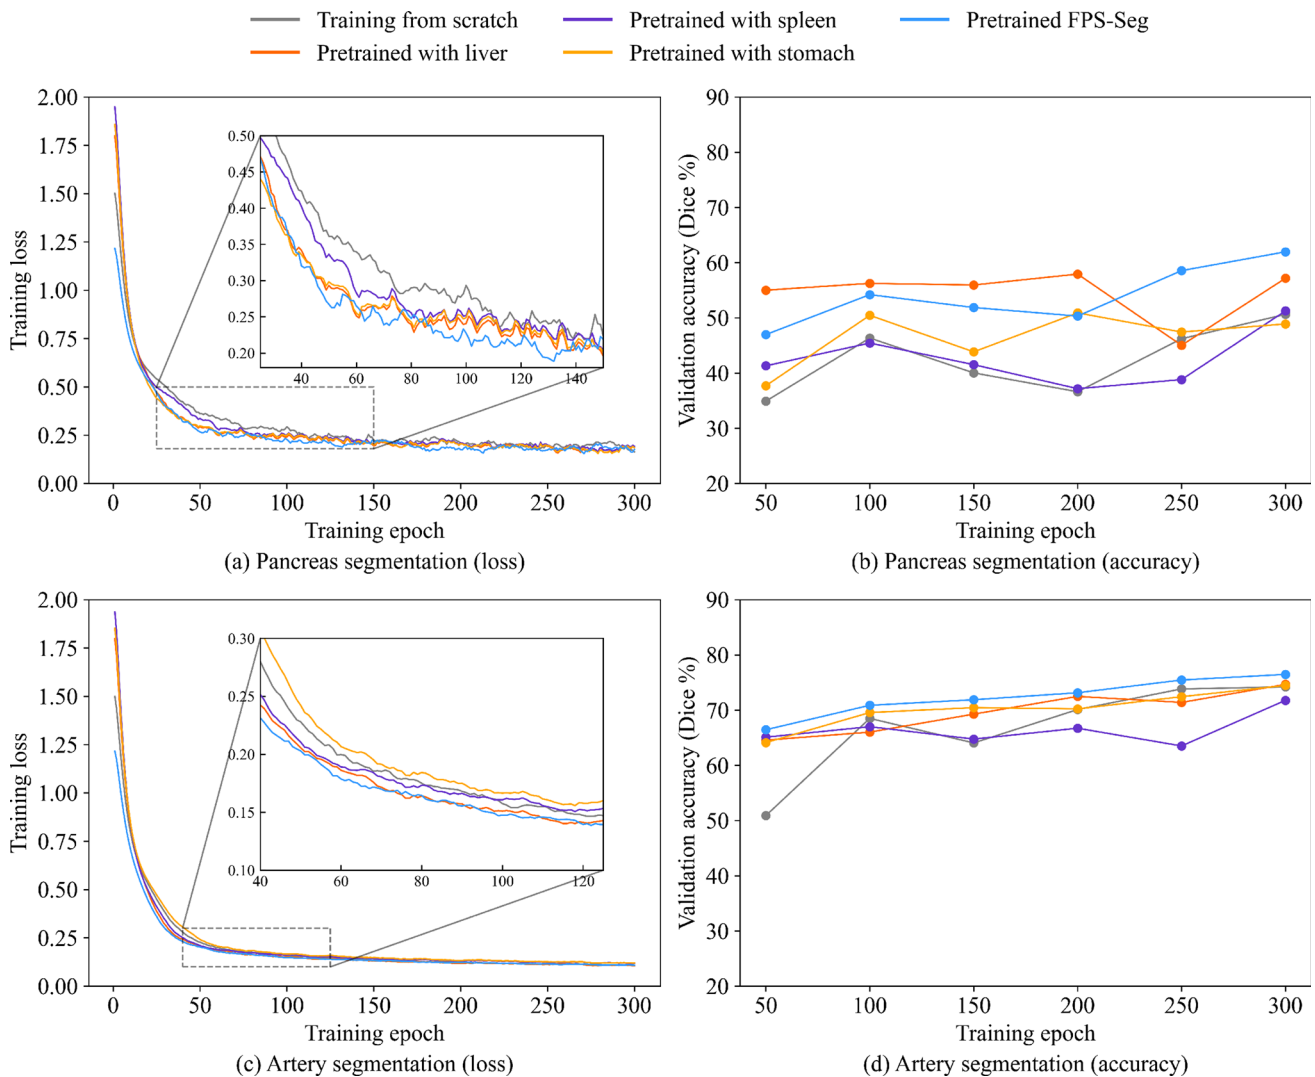 Training from scratch
Pretrained with spleen
Pretrained FPS-Seg
Pretrained with liver
Pretrained with stomach
2.00
1.75
1.50
1.25
1.00
0.75
0.50
0.25
0.00
Training loss
0.50
0.45
0.40
0.35
0.30
0.25
0.20
40 60 80 100 120 140
0 50 100 150 200 250 300
Training epoch
(a) Pancreas segmentation (loss)
90
80
70
60
50
40
30
20
Validation accuracy (Dice %)
50 100 150 200 250 300
Training epoch
(b) Pancreas segmentation (accuracy)
2.00
1.75
1.50
1.25
1.00
0.75
0.50
0.25
0.00
Training loss
0.30
0.25
0.20
0.15
0.10
40 60 80 100 120
0 50 100 150 200 250 300
Training epoch
(c) Artery segmentation (loss)
90
80
70
60
50
40
30
20
Validation accuracy (Dice %)
50 100 150 200 250 300
Training epoch
(d) Artery segmentation (accuracy)